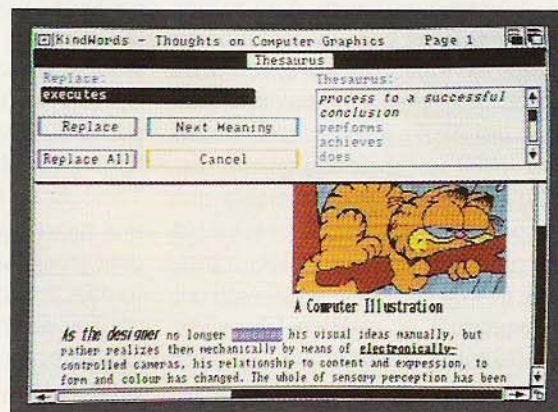 KindWords - Thoughts on Computer Graphics Page 1
Thesaurus
Replace:
executes
Replace
Next Meaning
Replace All
Cancel
Thesaurus:
process to a successful
conclusion
performs
achieves
does
A Computer Illustration
As the designer no longer executes his visual ideas manually, but
rather realizes them mechanically by means of electronically-
controlled cameras, his relationship to content and expression, to
form and colour has changed. The whole of sensory perception has been